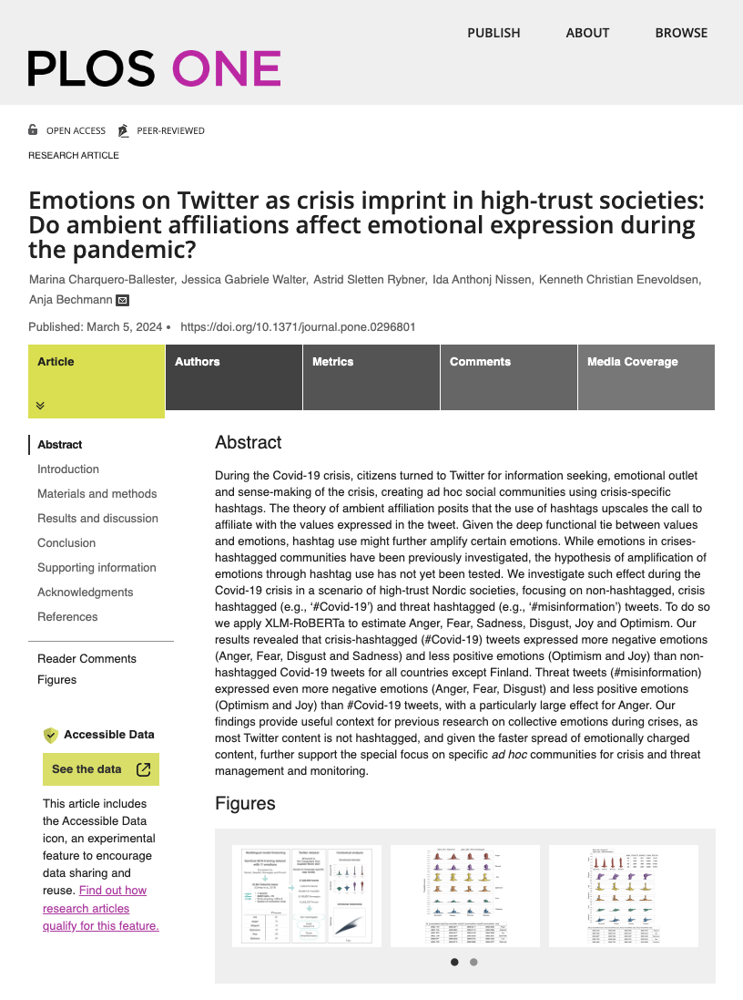 PUBLISH ABOUT BROWSE
PLOS ONE
OPEN ACCESS PEER-REVIEWED
RESEARCH ARTICLE
Emotions on Twitter as crisis imprint in high-trust societies:
Do ambient affiliations affect emotional expression during
the pandemic?
Marina Charquero-Ballester, Jessica Gabriele Walter, Astrid Sletten Rybner, Ida Anthonj Nissen, Kenneth Christian Enevoldsen,
Anja Bechmann
Published: March 5, 2024 • https://doi.org/10.1371/journal.pone.0296801
Article
Authors
Metrics
Comments
Media Coverage
Abstract
Introduction
Materials and methods
Results and discussion
Conclusion
Supporting information
Acknowledgments
References
Reader Comments
Figures
Accessible Data
See the data
This article includes
the Accessible Data
icon, an experimental
feature to encourage
data sharing and
reuse. Find out how
research articles
qualify for this feature.
Abstract
During the Covid-19 crisis, citizens turned to Twitter for information seeking, emotional outlet
and sense-making of the crisis, creating ad hoc social communities using crisis-specific
hashtags. The theory of ambient affiliation posits that the use of hashtags upscales the call to
affiliate with the values expressed in the tweet. Given the deep functional tie between values
and emotions, hashtag use might further amplify certain emotions. While emotions in crises-
hashtagged communities have been previously investigated, the hypothesis of amplification of
emotions through hashtag use has not yet been tested. We investigate such effect during the
Covid-19 crisis in a scenario of high-trust Nordic societies, focusing on non-hashtagged, crisis
hashtagged (e.g., ‘#Covid-19’) and threat hashtagged (e.g., ‘#misinformation’) tweets. To do so
we apply XLM-RoBERTa to estimate Anger, Fear, Sadness, Disgust, Joy and Optimism. Our
results revealed that crisis-hashtagged (#Covid-19) tweets expressed more negative emotions
(Anger, Fear, Disgust and Sadness) and less positive emotions (Optimism and Joy) than non-
hashtagged Covid-19 tweets for all countries except Finland. Threat tweets (#misinformation)
expressed even more negative emotions (Anger, Fear, Disgust) and less positive emotions
(Optimism and Joy) than #Covid-19 tweets, with a particularly large effect for Anger. Our
findings provide useful context for previous research on collective emotions during crises, as
most Twitter content is not hashtagged, and given the faster spread of emotionally charged
content, further support the special focus on specific ad hoc communities for crisis and threat
management and monitoring.
Figures